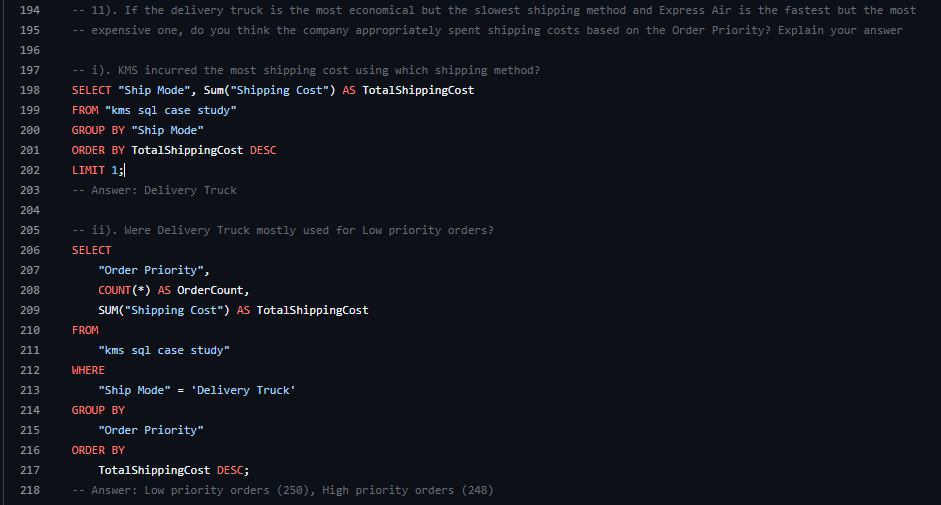 194 -- 11). If the delivery truck is the most economical but the slowest shipping method and Express Air is the fastest but the most
195 -- expensive one, do you think the company appropriately spent shipping costs based on the Order Priority? Explain your answer
196
197 -- i). KMS incurred the most shipping cost using which shipping method?
198 SELECT "Ship Mode", Sum("Shipping Cost") AS TotalShippingCost
199 FROM "kms sql case study"
200 GROUP BY "Ship Mode"
201 ORDER BY TotalShippingCost DESC
202 LIMIT 1;
203 -- Answer: Delivery Truck
204
205 -- ii). Were Delivery Truck mostly used for Low priority orders?
206 SELECT
207     "Order Priority",
208     COUNT(*) AS OrderCount,
209     SUM("Shipping Cost") AS TotalShippingCost
210 FROM
211     "kms sql case study"
212 WHERE
213     "Ship Mode" = 'Delivery Truck'
214 GROUP BY
215     "Order Priority"
216 ORDER BY
217     TotalShippingCost DESC;
218 -- Answer: Low priority orders (250), High priority orders (248)